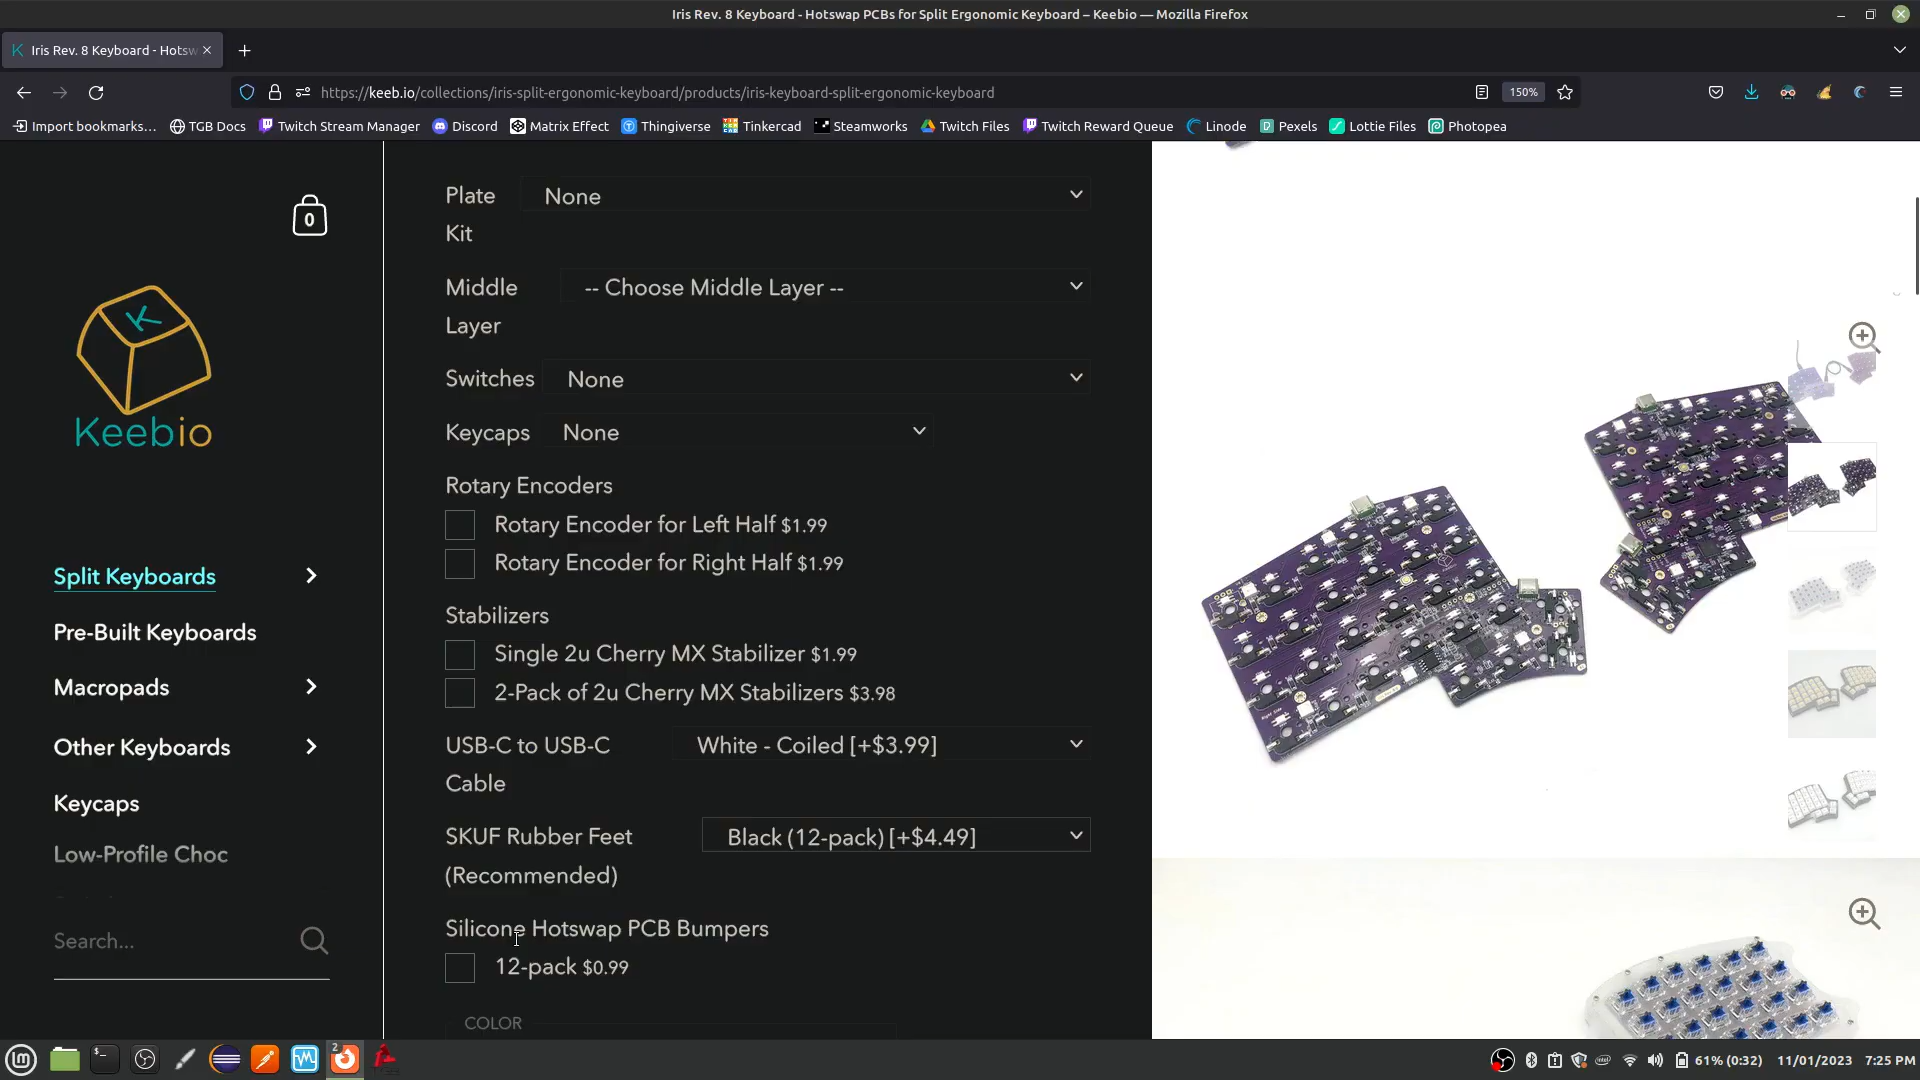 Iris Rev. 8 Keyboard - Hotswap PCBs for Split Ergonomic Keyboard – Keebio — Mozilla Firefox
Iris Rev. 8 Keyboard - Hotsw
https://keeb.io/collections/iris-split-ergonomic-keyboard/products/iris-keyboard-split-ergonomic-keyboard
150%
Import bookmarks...
TGB Docs
Twitch Stream Manager
Discord
Matrix Effect
Thingiverse
Tinkercad
Steamworks
Twitch Files
Twitch Reward Queue
Linode
Pexels
Lottie Files
Photopea
0
K
Keebio
Split Keyboards
Pre-Built Keyboards
Macropads
Other Keyboards
Keycaps
Low-Profile Choc
Search...
Plate
Kit
None
Middle
Layer
-- Choose Middle Layer --
Switches
None
Keycaps
None
Rotary Encoders
Rotary Encoder for Left Half $1.99
Rotary Encoder for Right Half $1.99
Stabilizers
Single 2u Cherry MX Stabilizer $1.99
2-Pack of 2u Cherry MX Stabilizers $3.98
USB-C to USB-C
Cable
White - Coiled [+$3.99]
SKUF Rubber Feet
(Recommended)
Black (12-pack) [+$4.49]
Silicone Hotswap PCB Bumpers
12-pack $0.99
COLOR
2
61% (0:32)
11/01/2023
7:25 PM